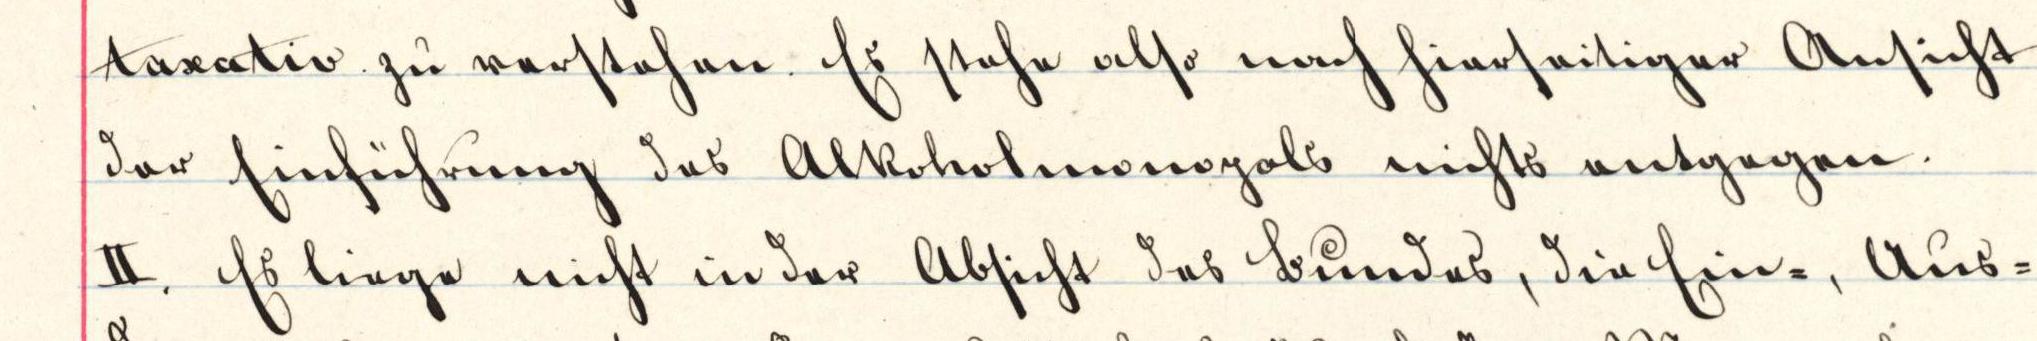 taxativ zu verstehen. Es stehe also nach hierseitiger Ansicht
der Einführung des Alkoholmonopols nichts entgegen.
II. Es liege nicht in der Absicht des Bundes, die Ein=, Aus=